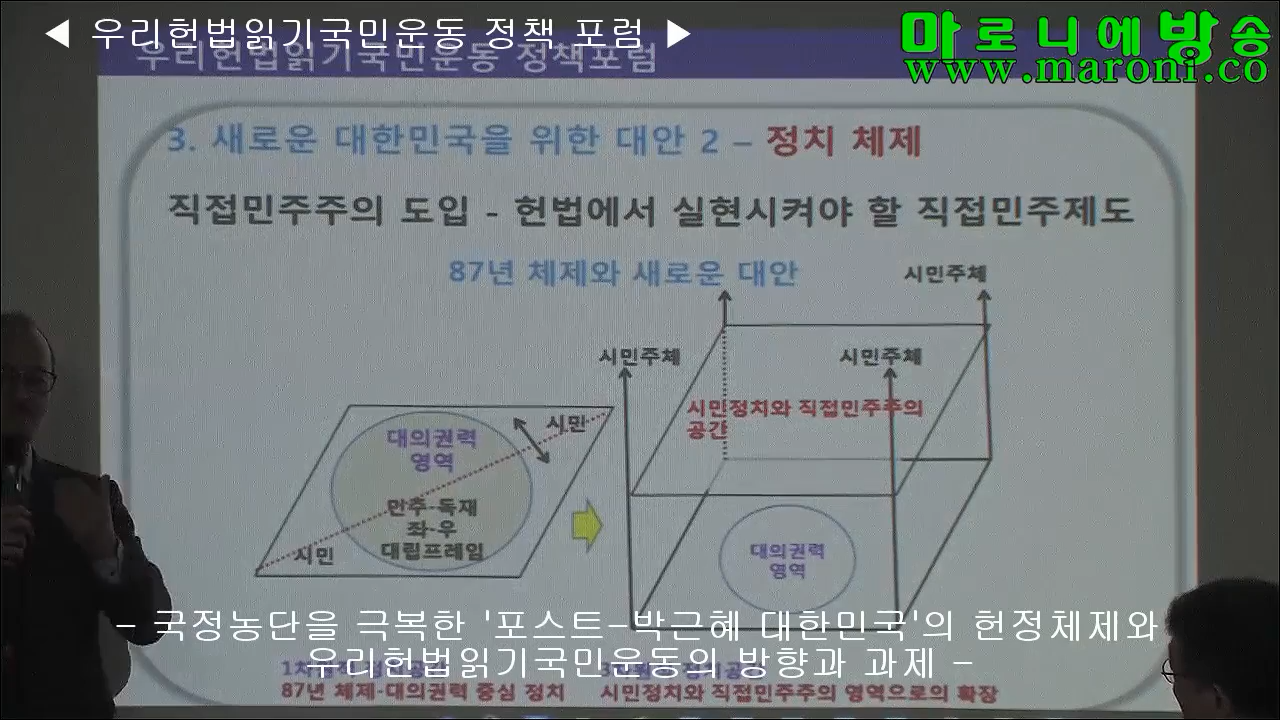 ◀ 우리헌법읽기국민운동 정책 포럼 ▶
마로니에방송
www.maroni.co
우리헌법읽기국민운동 정책포럼
3. 새로운 대한민국을 위한 대안 2 – 정치 체제
직접민주주의 도입 - 헌법에서 실현시켜야 할 직접민주제도
87년 체제와 새로운 대안
시민주체
시민주체
시민주체
시민정치와 직접민주주의
공간
시민
대의권력
영역
민주-독재
좌-우
대립프레임
시민
대의권력
영역
- 국정농단을 극복한 '포스트-박근혜 대한민국'의 헌정체제와
우리헌법읽기국민운동의 방향과 과제 -
87년 체제-대의권력 중심 정치
시민정치와 직접민주주의 영역으로의 확장